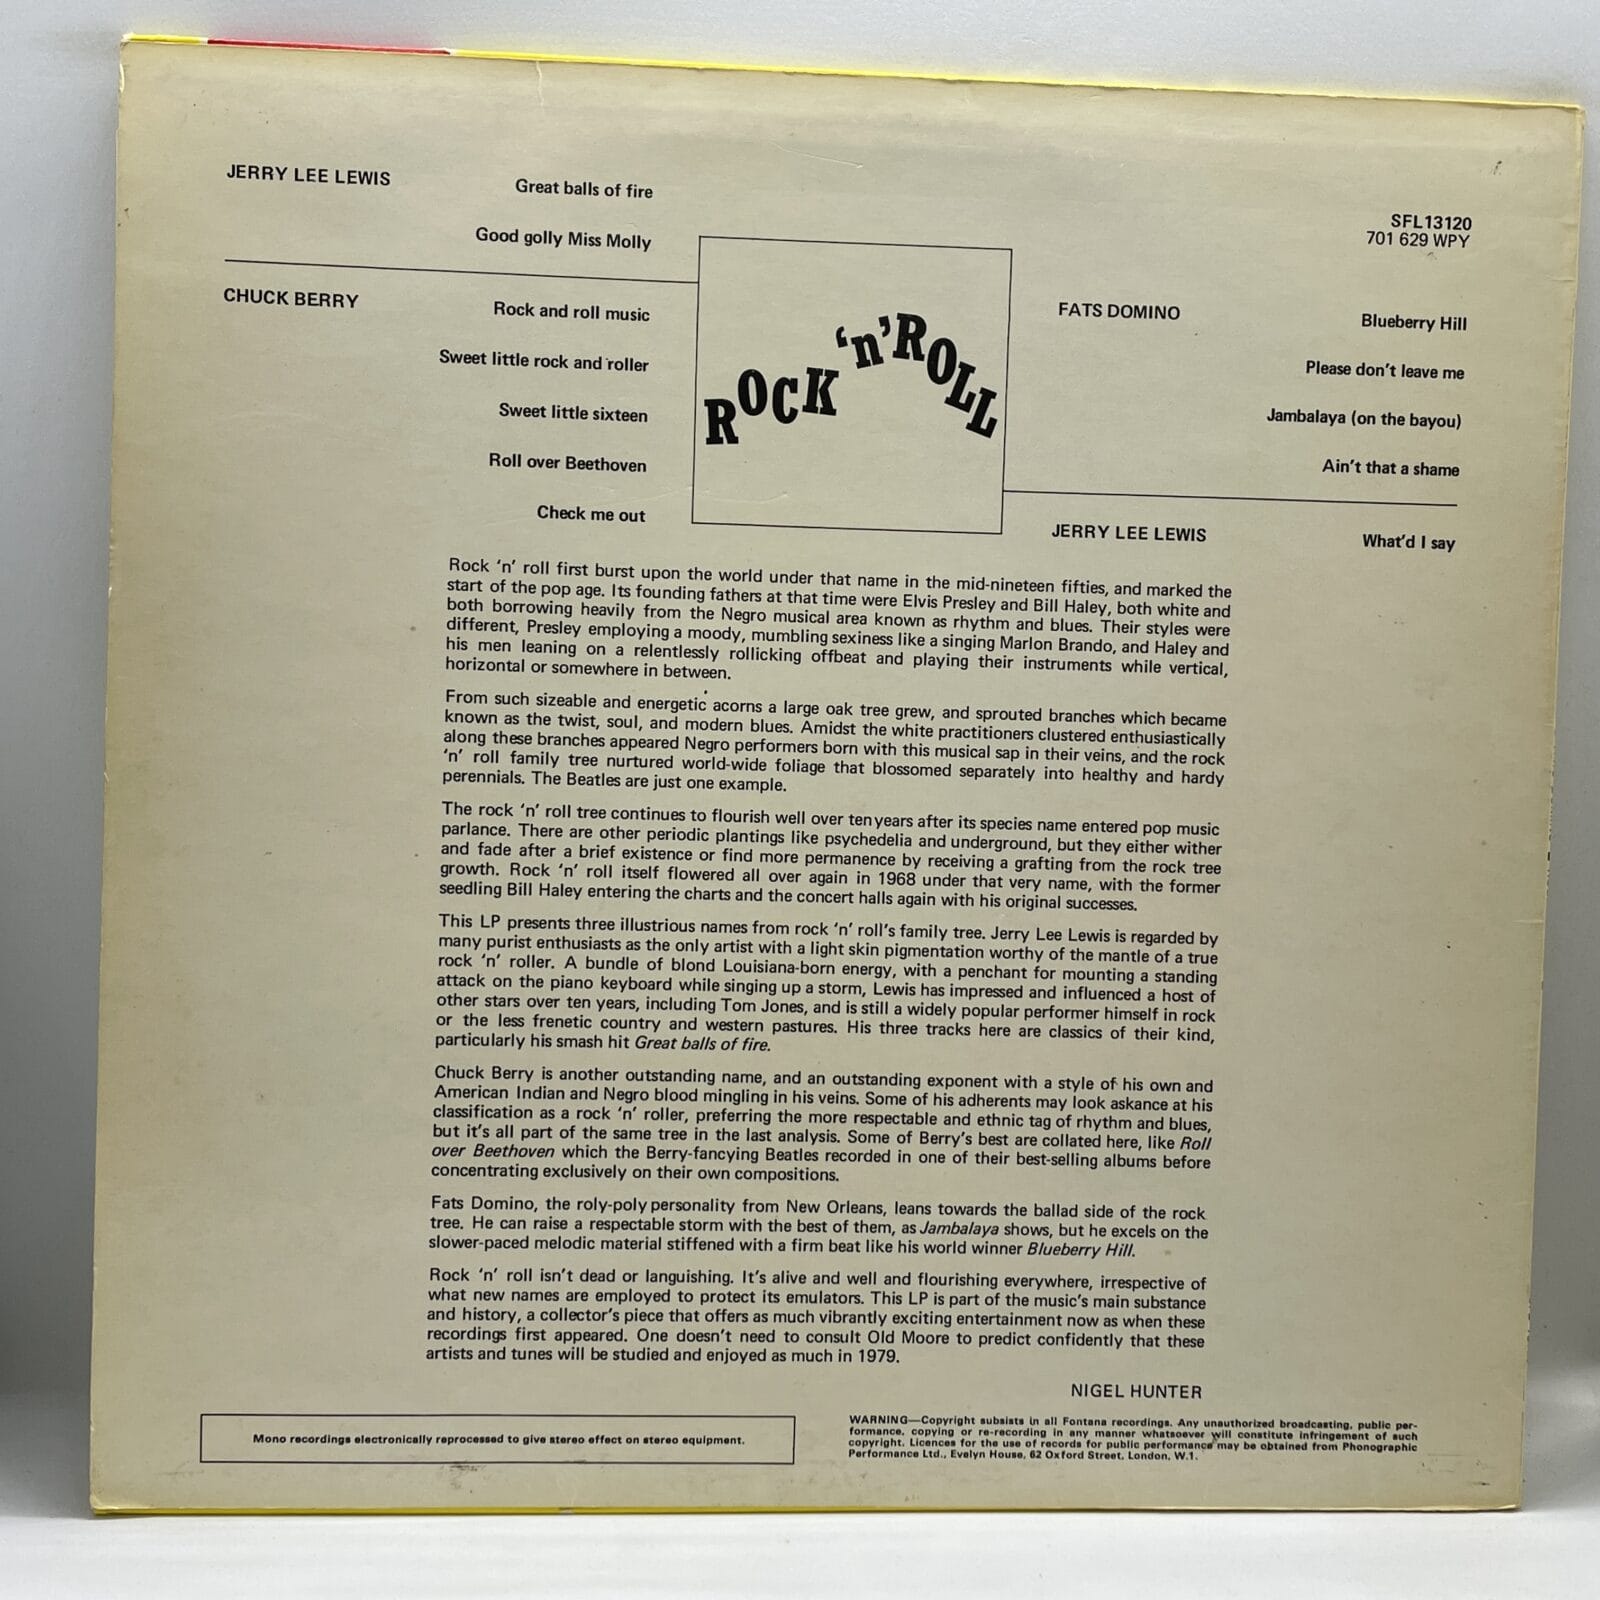 JERRY LEE LEWIS Great balls of fire
Good golly Miss Molly
CHUCK BERRY Rock and roll music
Sweet little rock and roller
Sweet little sixteen
Roll over Beethoven
Check me out
ROCK 'n' ROLL
SFL13120
701 629 WPY
FATS DOMINO Blueberry Hill
Please don't leave me
Jambalaya (on the bayou)
Ain't that a shame
JERRY LEE LEWIS What'd I say
Rock 'n' roll first burst upon the world under that name in the mid-nineteen fifties, and marked the
start of the pop age. Its founding fathers at that time were Elvis Presley and Bill Haley, both white and
both borrowing heavily from the Negro musical area known as rhythm and blues. Their styles were
different, Presley employing a moody, mumbling sexiness like a singing Marlon Brando, and Haley and
his men leaning on a relentlessly rollicking offbeat and playing their instruments while vertical,
horizontal or somewhere in between.
From such sizeable and energetic acorns a large oak tree grew, and sprouted branches which became
known as the twist, soul, and modern blues. Amidst the white practitioners clustered enthusiastically
along these branches appeared Negro performers born with this musical sap in their veins, and the rock
'n' roll family tree nurtured world-wide foliage that blossomed separately into healthy and hardy
perennials. The Beatles are just one example.
The rock 'n' roll tree continues to flourish well over ten years after its species name entered pop music
parlance. There are other periodic plantings like psychedelia and underground, but they either wither
and fade after a brief existence or find more permanence by receiving a grafting from the rock tree
growth. Rock 'n' roll itself flowered all over again in 1968 under that very name, with the former
seedling Bill Haley entering the charts and the concert halls again with his original successes.
This LP presents three illustrious names from rock 'n' roll's family tree. Jerry Lee Lewis is regarded by
many purist enthusiasts as the only artist with a light skin pigmentation worthy of the mantle of a true
rock 'n' roller. A bundle of blond Louisiana-born energy, with a penchant for mounting a standing
attack on the piano keyboard while singing up a storm, Lewis has impressed and influenced a host of
other stars over ten years, including Tom Jones, and is still a widely popular performer himself in rock
or the less frenetic country and western pastures. His three tracks here are classics of their kind,
particularly his smash hit Great balls of fire.
Chuck Berry is another outstanding name, and an outstanding exponent with a style of his own and
American Indian and Negro blood mingling in his veins. Some of his adherents may look askance at his
classification as a rock 'n' roller, preferring the more respectable and ethnic tag of rhythm and blues,
but it's all part of the same tree in the last analysis. Some of Berry's best are collated here, like Roll
over Beethoven which the Berry-fancying Beatles recorded in one of their best-selling albums before
concentrating exclusively on their own compositions.
Fats Domino, the roly-poly personality from New Orleans, leans towards the ballad side of the rock
tree. He can raise a respectable storm with the best of them, as Jambalaya shows, but he excels on the
slower-paced melodic material stiffened with a firm beat like his world winner Blueberry Hill.
Rock 'n' roll isn't dead or languishing. It's alive and well and flourishing everywhere, irrespective of
what new names are employed to protect its emulators. This LP is part of the music's main substance
and history, a collector's piece that offers as much vibrantly exciting entertainment now as when these
recordings first appeared. One doesn't need to consult Old Moore to predict confidently that these
artists and tunes will be studied and enjoyed as much in 1979.
NIGEL HUNTER
Mono recordings electronically reprocessed to give stereo effect on stereo equipment.
WARNING—Copyright subsists in all Fontana recordings. Any unauthorized broadcasting, public per-
formance, copying or re-recording in any manner whatsoever will constitute infringement of such
copyright. Licences for the use of records for public performance may be obtained from Phonographic
Performance Ltd., Evelyn House, 62 Oxford Street, London, W.1.